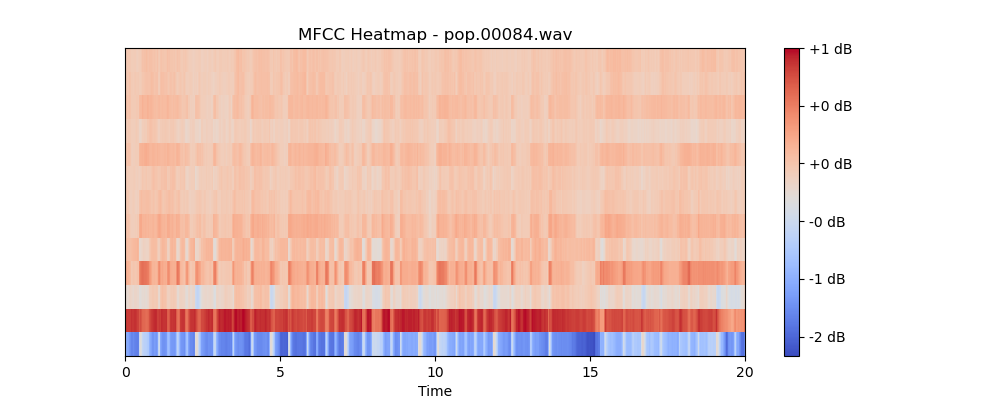 MFCC Heatmap - pop.00084.wav
+1 dB
+0 dB
+0 dB
-0 dB
-1 dB
-2 dB
0 5 10 15 20
Time